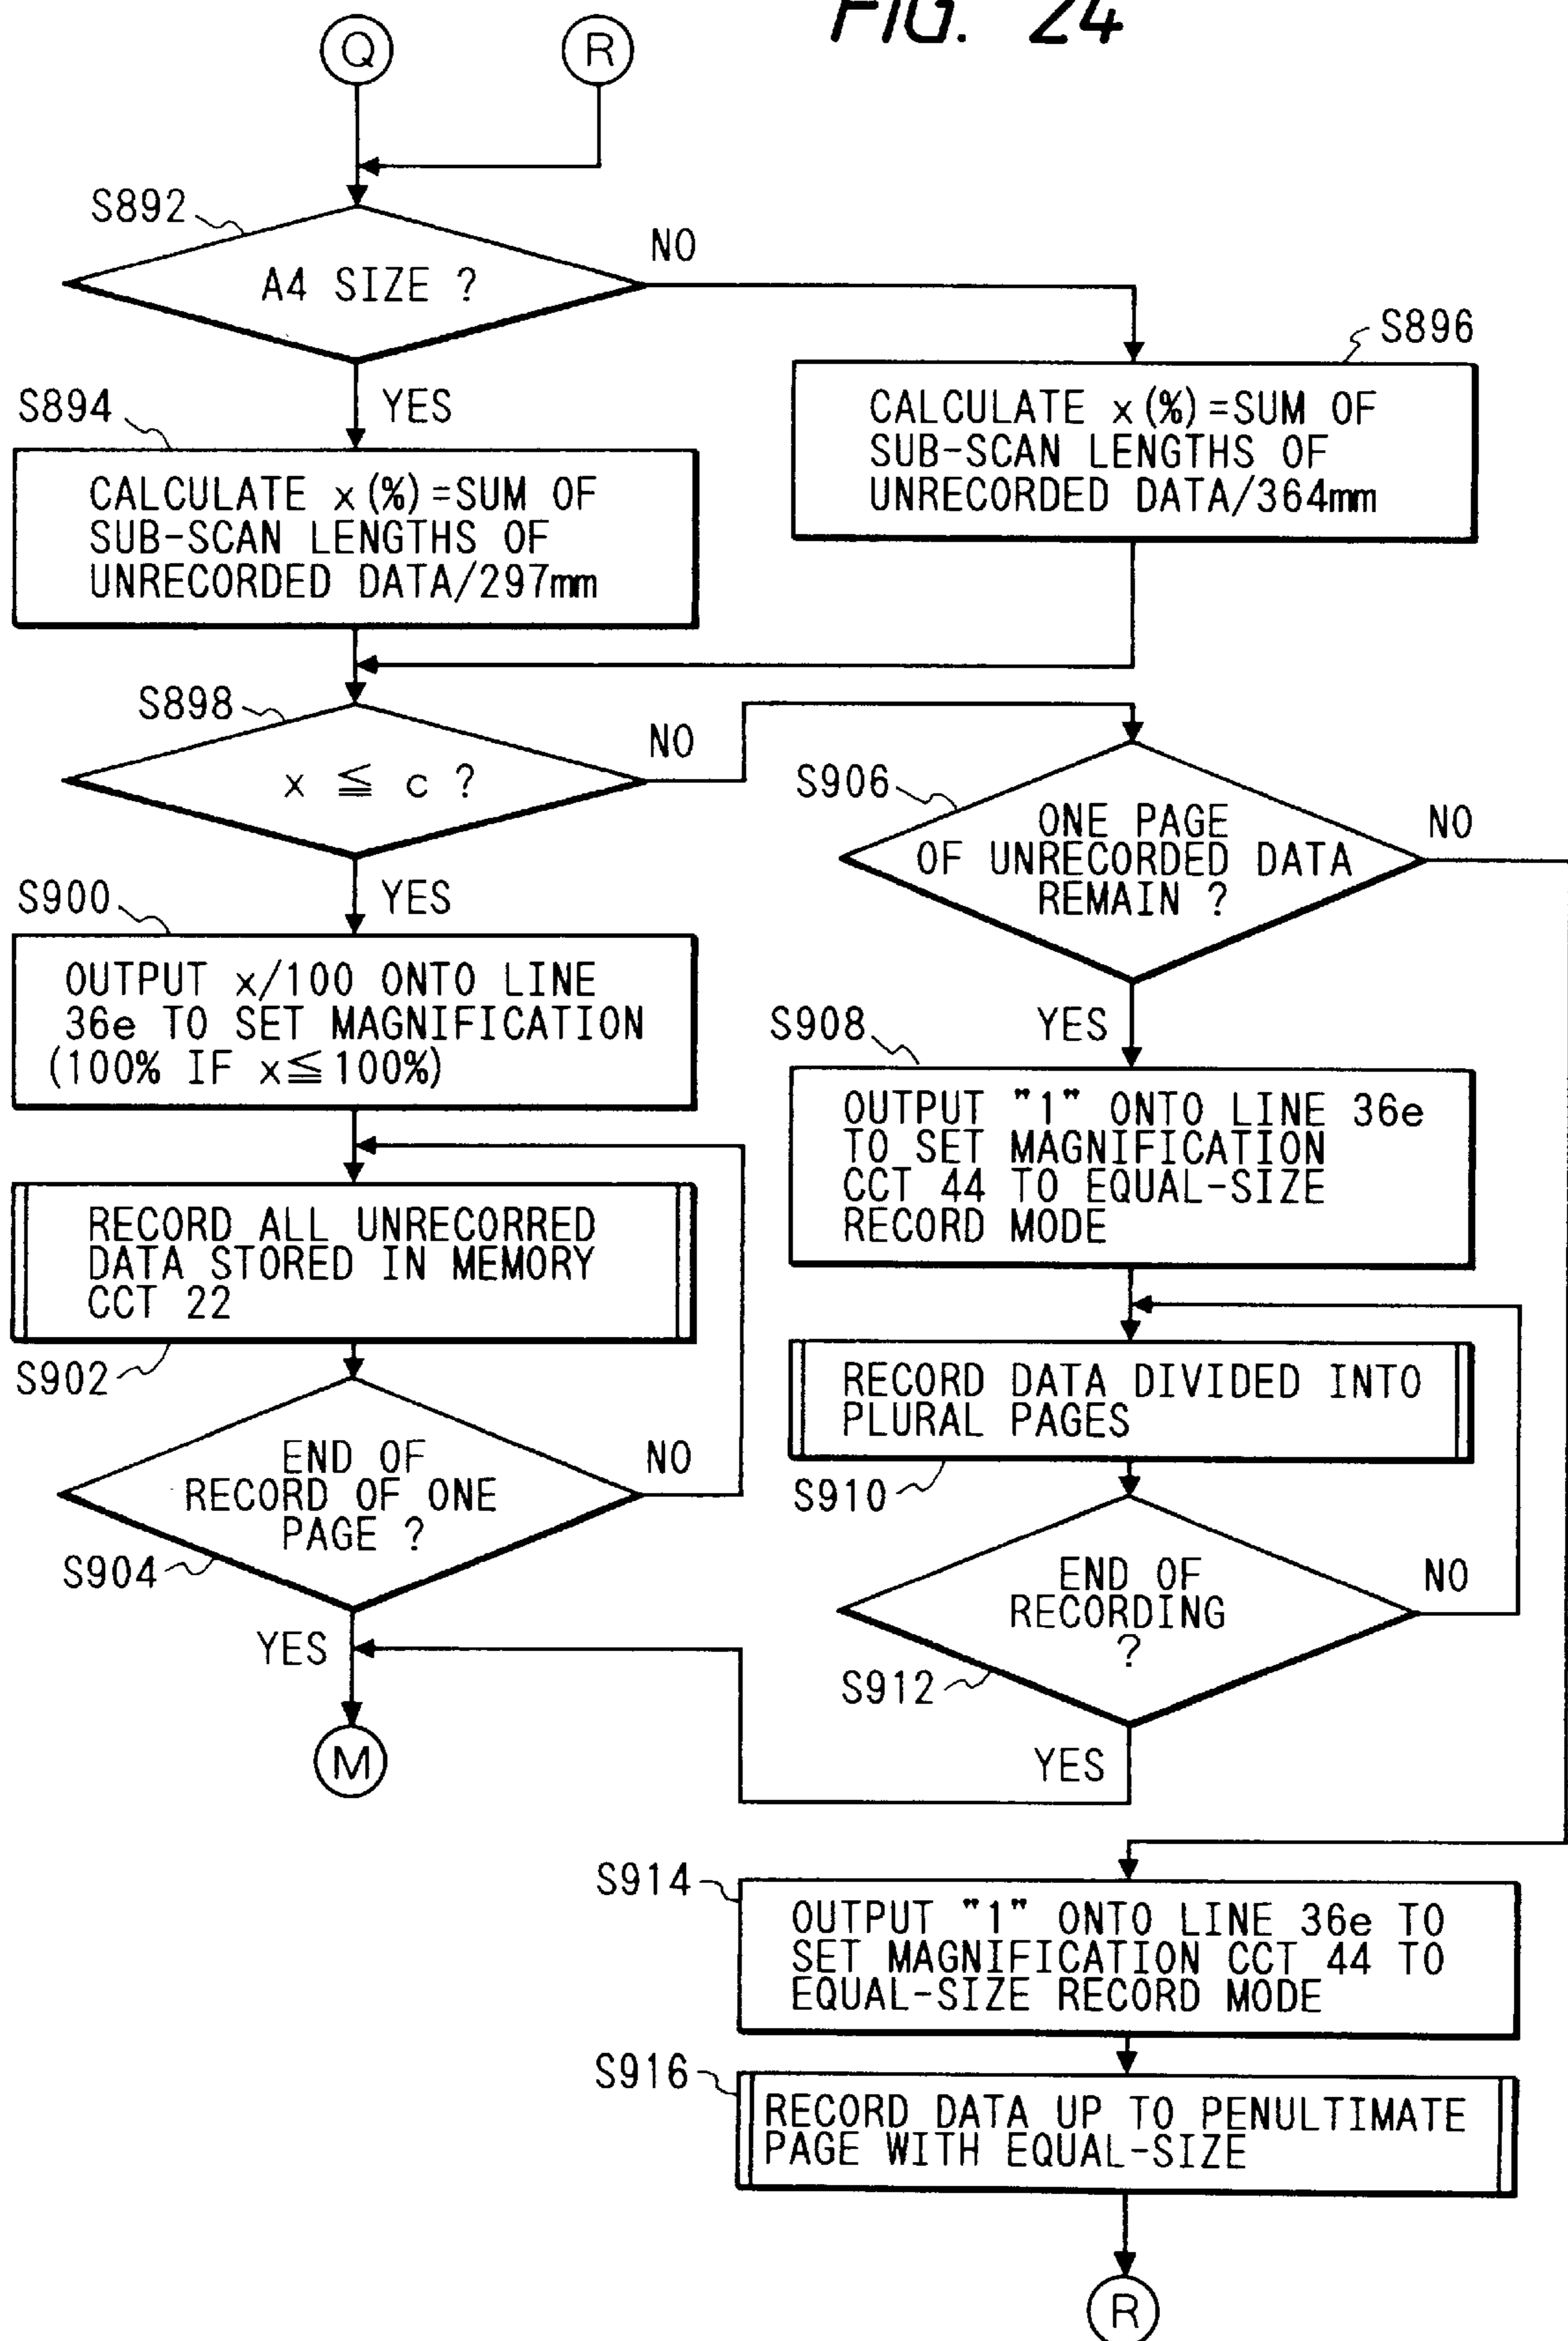 FIG. 24
Q
R
S892
A4 SIZE ?
NO
YES
S894
CALCULATE x(%)=SUM OF
SUB-SCAN LENGTHS OF
UNRECORDED DATA/297mm
S896
CALCULATE x(%)=SUM OF
SUB-SCAN LENGTHS OF
UNRECORDED DATA/364mm
S898
x ≦ c ?
NO
YES
S900
OUTPUT x/100 ONTO LINE
36e TO SET MAGNIFICATION
(100% IF x≦100%)
RECORD ALL UNRECORRED
DATA STORED IN MEMORY
CCT 22
S902
END OF
RECORD OF ONE
PAGE ?
NO
S904
YES
M
S906
ONE PAGE
OF UNRECORDED DATA
REMAIN ?
NO
YES
S908
OUTPUT "1" ONTO LINE 36e
TO SET MAGNIFICATION
CCT 44 TO EQUAL-SIZE
RECORD MODE
RECORD DATA DIVIDED INTO
PLURAL PAGES
S910
END OF
RECORDING
?
NO
S912
YES
S914
OUTPUT "1" ONTO LINE 36e TO
SET MAGNIFICATION CCT 44 TO
EQUAL-SIZE RECORD MODE
S916
RECORD DATA UP TO PENULTIMATE
PAGE WITH EQUAL-SIZE
R